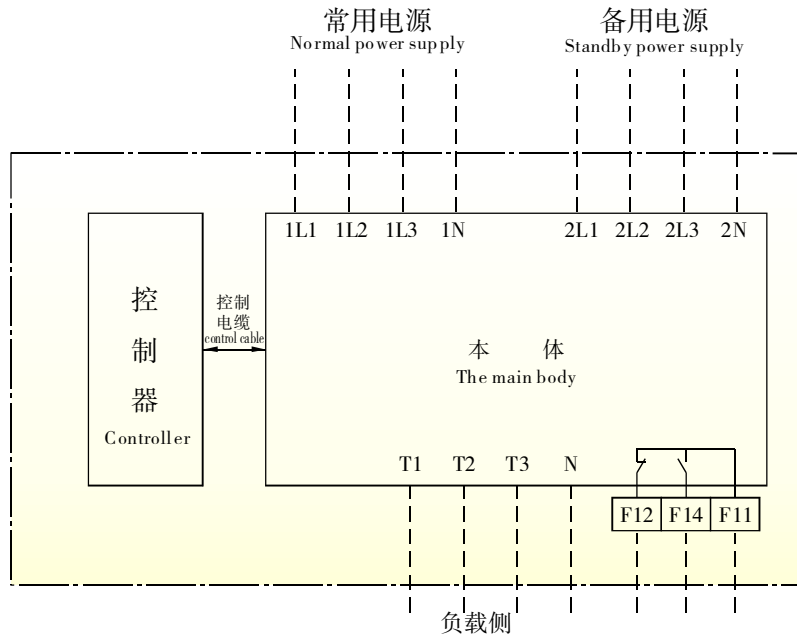 常用电源
Normal power supply
备用电源
Standby power supply
1L1 1L2 1L3 1N 2L1 2L2 2L3 2N
控制器
Controller
控制
电缆
control cable
本 体
The main body
T1 T2 T3 N
F12 F14 F11
负载侧